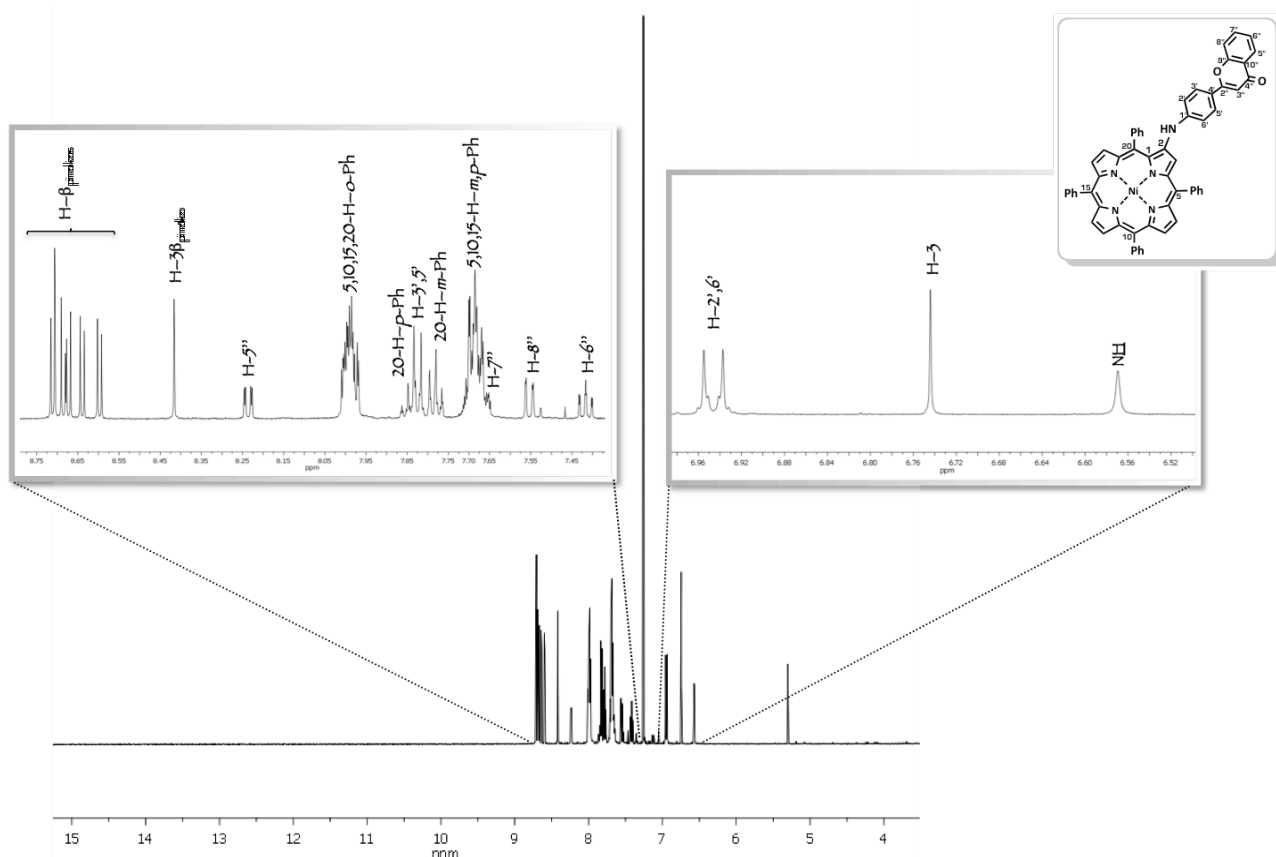 H-β pirrólicos
H-3β pirrólico
H-5''
5,10,15,20-H-o-Ph
20-H-p-Ph
H-3',5'
20-H-m-Ph
5,10,15-H-m,p-Ph
H-7''
H-8''
H-6''
8.75 8.65 8.55 8.45 8.35 8.25 8.15 8.05 7.95 7.85 7.75 7.70 7.65 7.55 7.45
ppm
H-2',6'
H-3
NH
6.96 6.92 6.88 6.84 6.80 6.76 6.72 6.68 6.64 6.60 6.56 6.52
ppm
7'' 6''
8'' 5''
9'' 10''
O 4'' O
3' 4' 2'' 3''
2' 5'
1' 6'
HN
Ph 2
20 1
N N
Ph 15 Ni 5 Ph
N N
10
Ph
15 14 13 12 11 10 9 8 7 6 5 4
ppm